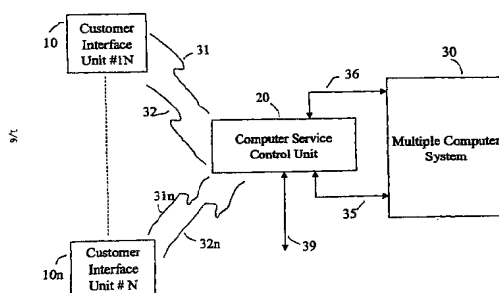 10
Customer
Interface
Unit #1N
31
32
20
Computer Service
Control Unit
36
30
Multiple Computer
System
35
39
31n
32n
10n
Customer
Interface
Unit # N
1/9